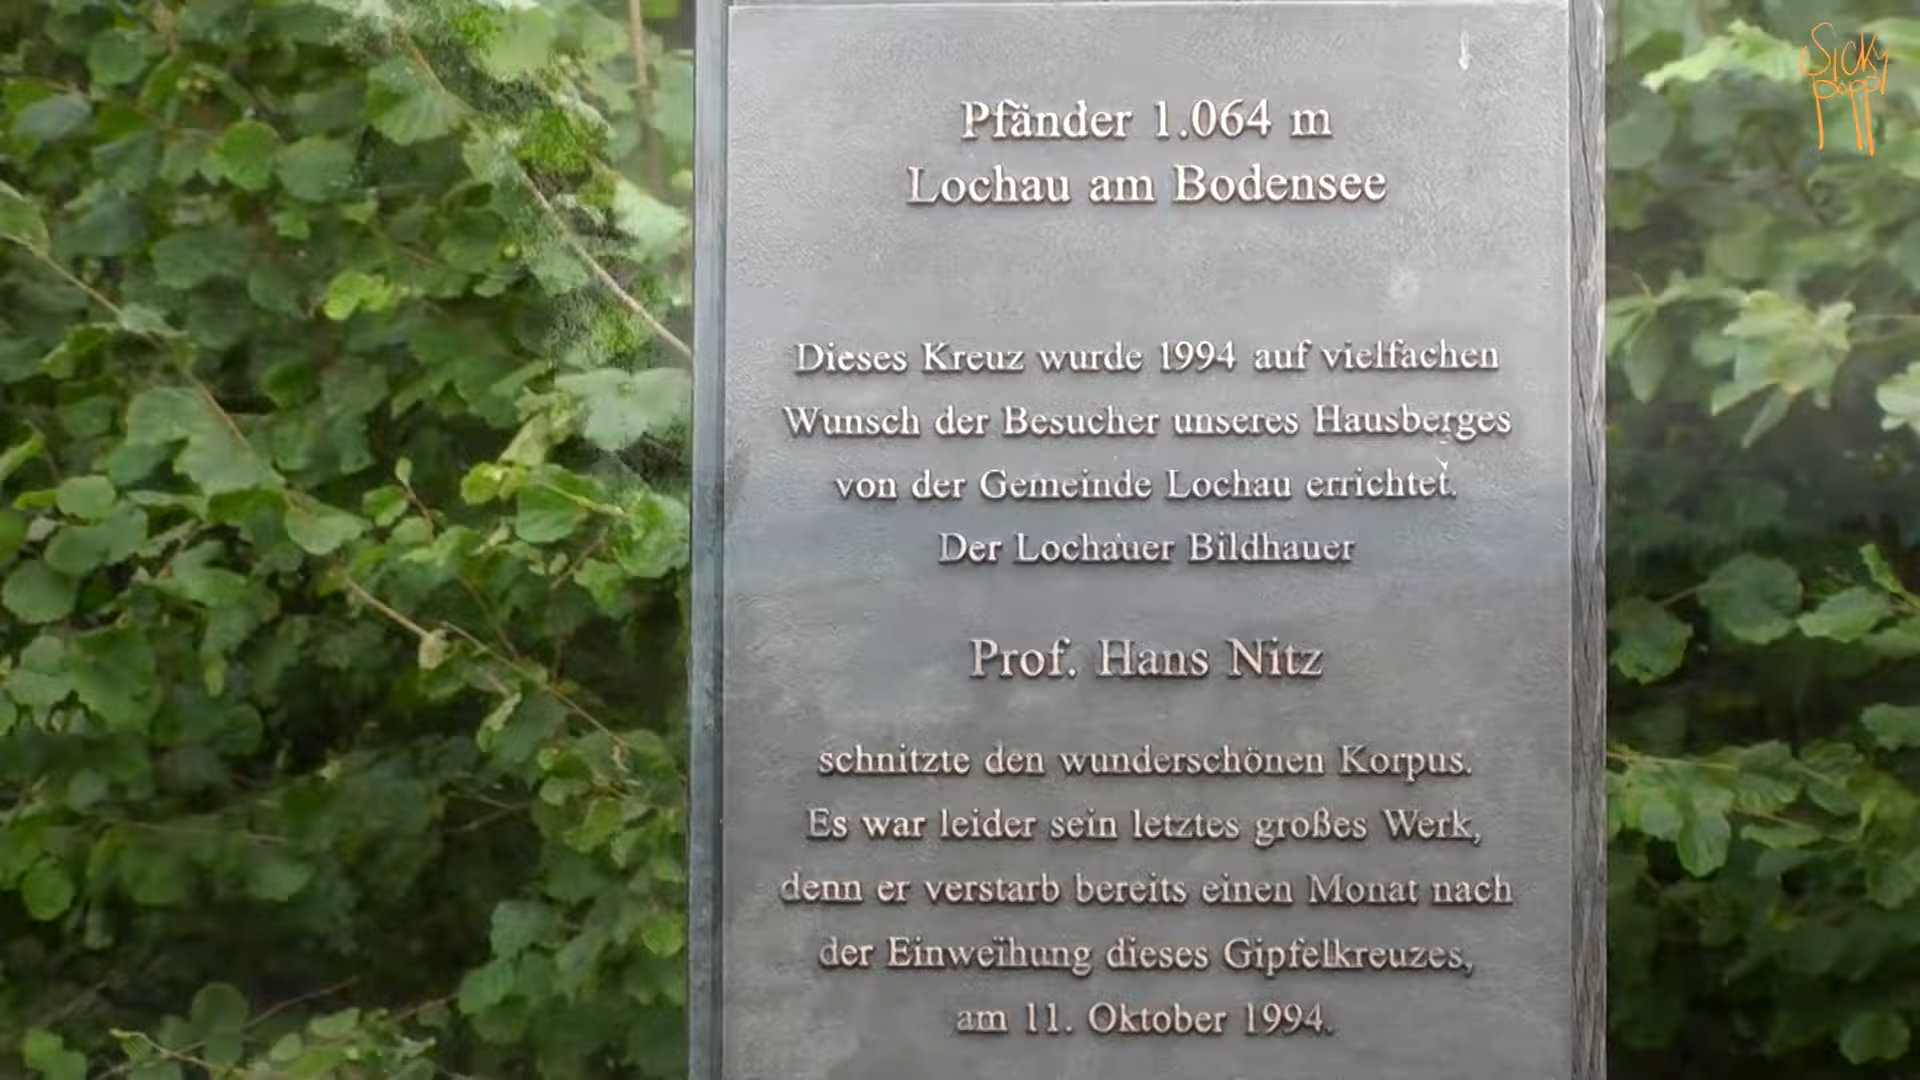 Sicky
poppy
Pfänder 1.064 m
Lochau am Bodensee
Dieses Kreuz wurde 1994 auf vielfachen
Wunsch der Besucher unseres Hausberges
von der Gemeinde Lochau errichtet.
Der Lochauer Bildhauer
Prof. Hans Nitz
schnitzte den wunderschönen Korpus.
Es war leider sein letztes großes Werk,
denn er verstarb bereits einen Monat nach
der Einweihung dieses Gipfelkreuzes,
am 11. Oktober 1994.